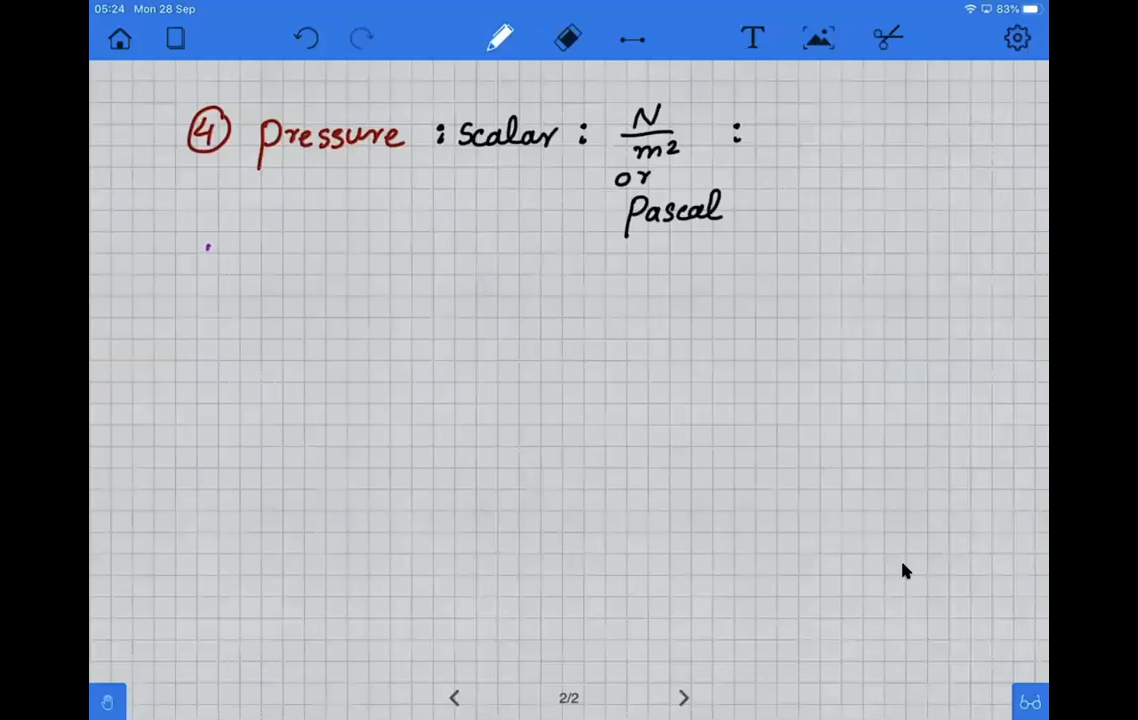 05:24 Mon 28 Sep 83%
T
④ Pressure : Scalar : N/m² :
or
Pascal
2/2